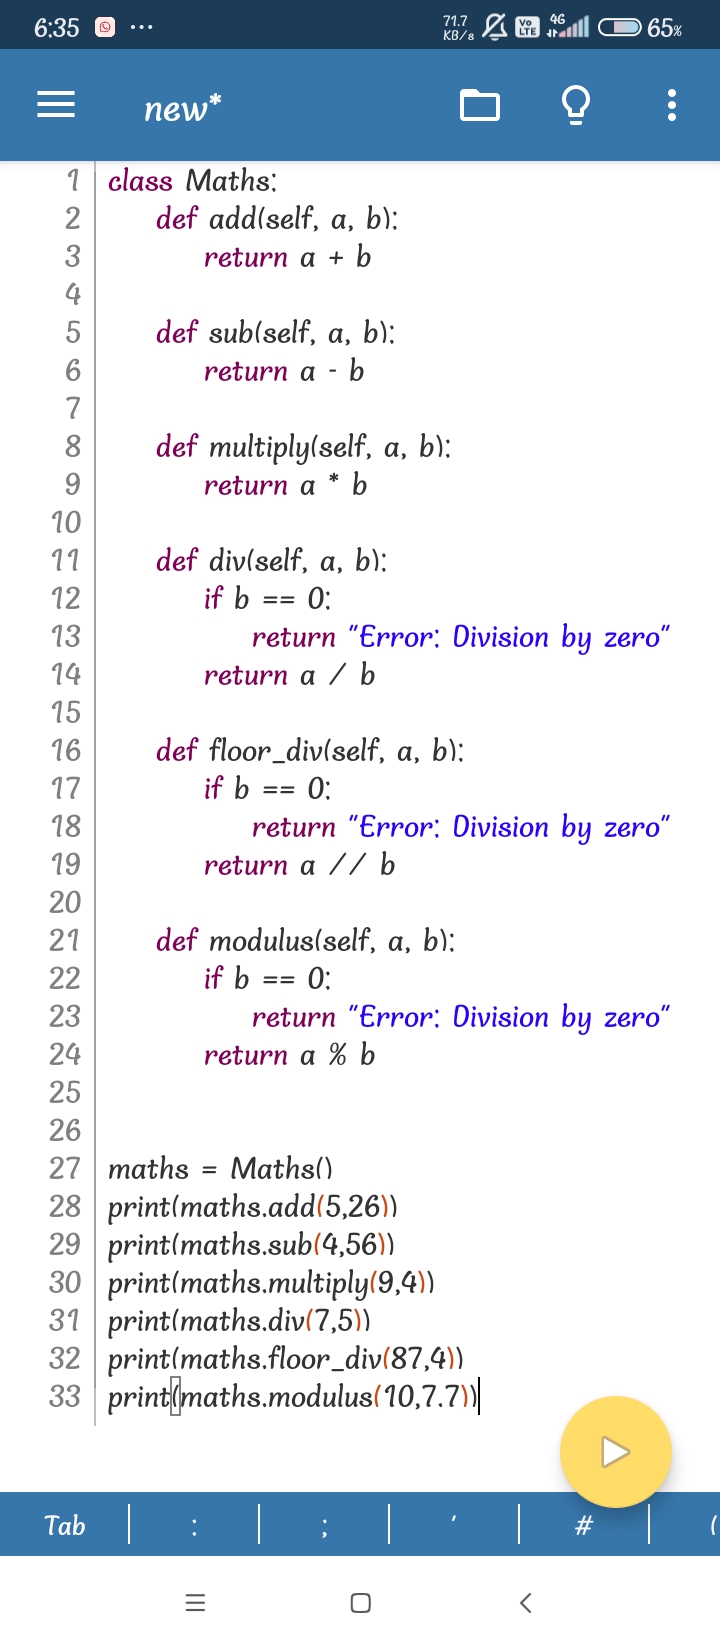 6:35 ... 71.7 KB/s Vo LTE 4G 65%
new*
1 class Maths:
2     def add(self, a, b):
3         return a + b
4
5     def sub(self, a, b):
6         return a - b
7
8     def multiply(self, a, b):
9         return a * b
10
11     def div(self, a, b):
12         if b == 0:
13             return "Error: Division by zero"
14         return a / b
15
16     def floor_div(self, a, b):
17         if b == 0:
18             return "Error: Division by zero"
19         return a // b
20
21     def modulus(self, a, b):
22         if b == 0:
23             return "Error: Division by zero"
24         return a % b
25
26
27 maths = Maths()
28 print(maths.add(5,26))
29 print(maths.sub(4,56))
30 print(maths.multiply(9,4))
31 print(maths.div(7,5))
32 print(maths.floor_div(87,4))
33 print(maths.modulus(10,7.7))
Tab : ; ' # (